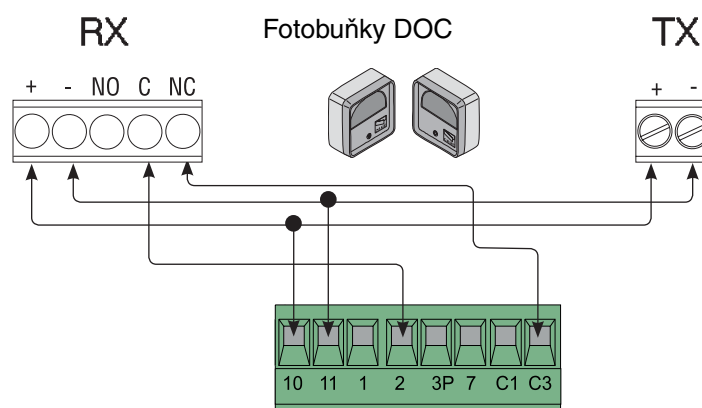 RX Fotobuňky DOC TX
+ - NO C NC + -
10 11 1 2 3P 7 C1 C3